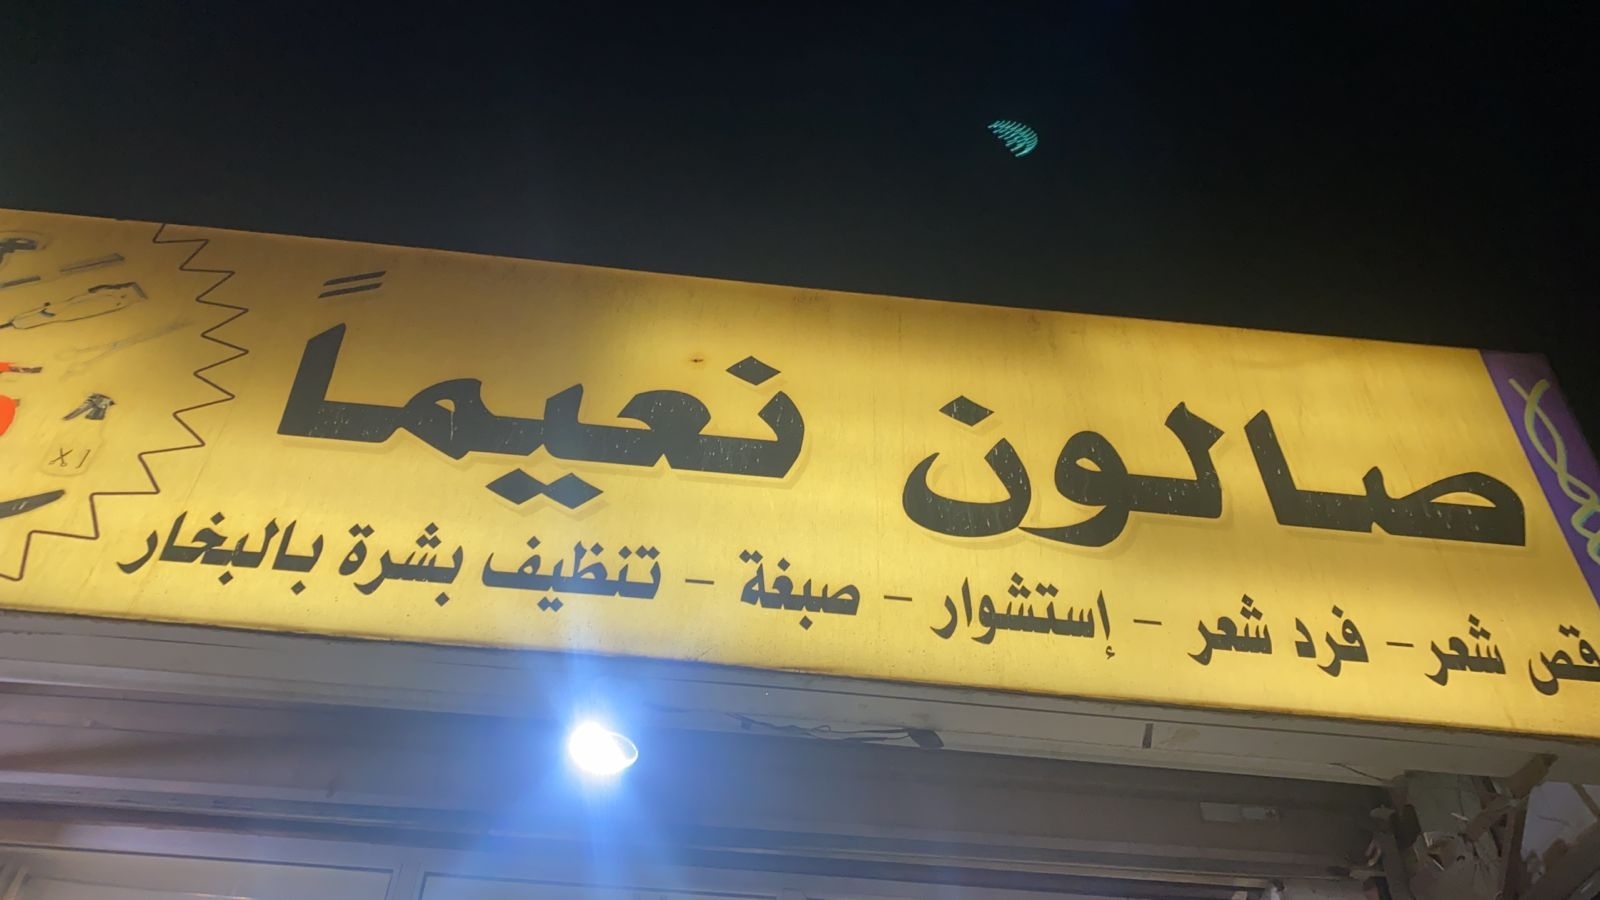 صالون نعيماً
قص شعر - فرد شعر - إستشوار - صبغة - تنظيف بشرة بالبخار